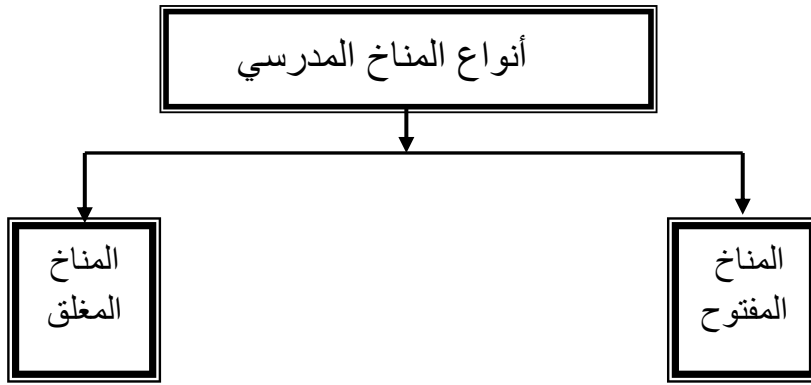 أنواع المناخ المدرسي
المناخ
المفتوح
المناخ
المغلق